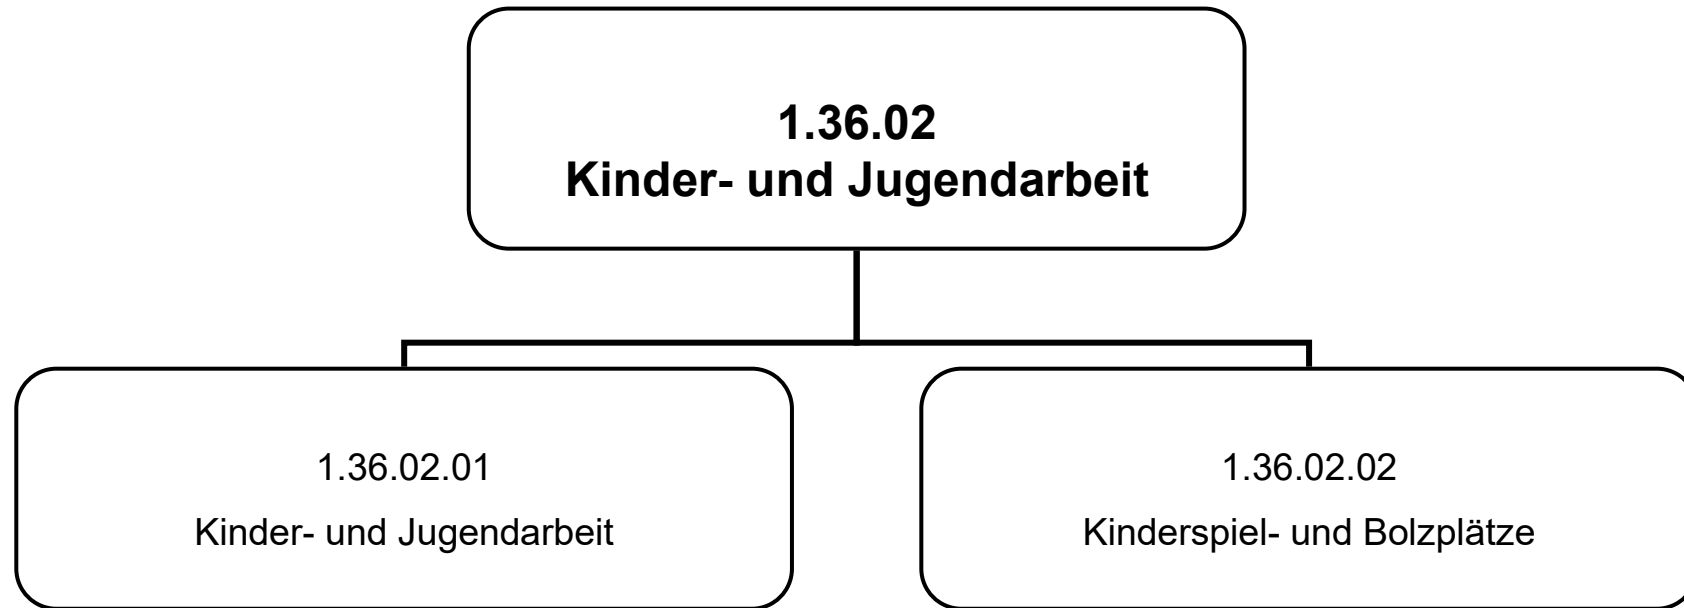 1.36.02
Kinder- und Jugendarbeit
1.36.02.01
Kinder- und Jugendarbeit
1.36.02.02
Kinderspiel- und Bolzplätze